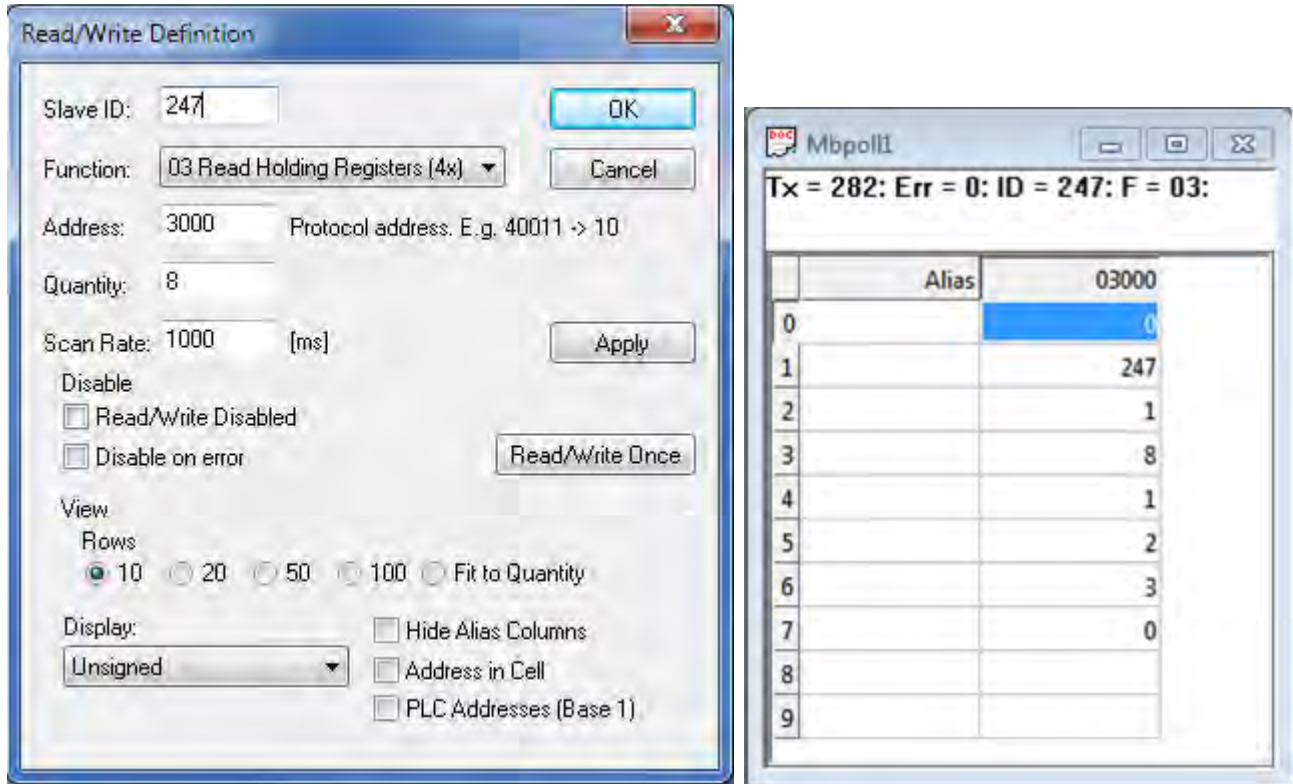 Read/Write Definition
Slave ID: 247 OK
Function: 03 Read Holding Registers (4x) Cancel
Address: 3000 Protocol address. E.g. 40011 -> 10
Quantity: 8
Scan Rate: 1000 [ms] Apply
Disable
Read/Write Disabled
Disable on error
Read/Write Once
View
Rows
10 20 50 100 Fit to Quantity
Display:
Unsigned
Hide Alias Columns
Address in Cell
PLC Addresses (Base 1)
DOC
Mbpoll1
Tx = 282: Err = 0: ID = 247: F = 03:
Alias 03000
0 0
1 247
2 1
3 8
4 1
5 2
6 3
7 0
8
9